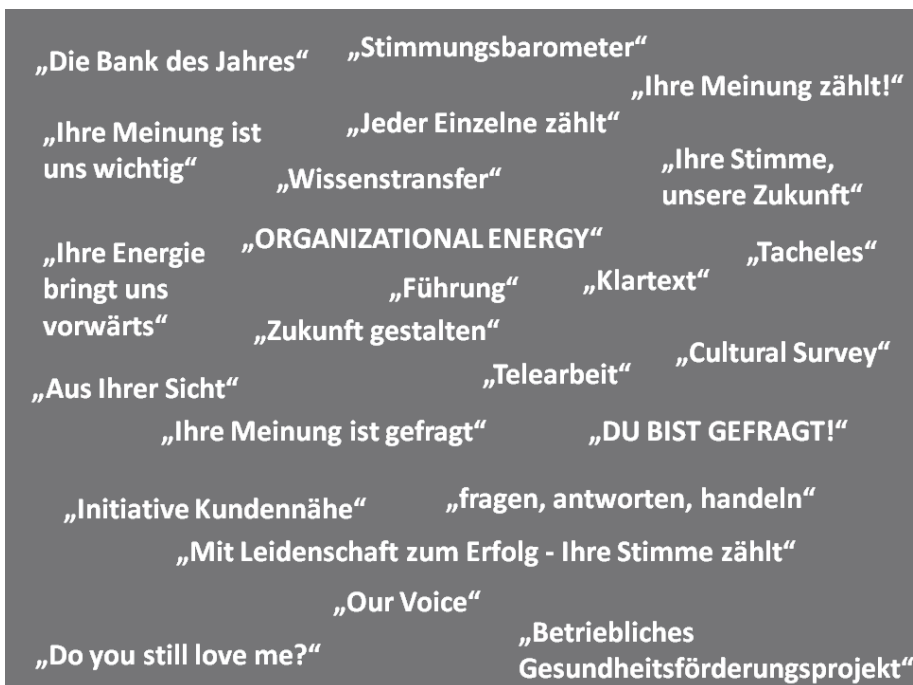 „Die Bank des Jahres“
„Stimmungsbarometer“
„Ihre Meinung zählt!“
„Ihre Meinung ist
uns wichtig“
„Jeder Einzelne zählt“
„Wissenstransfer“
„Ihre Stimme,
unsere Zukunft“
„ORGANIZATIONAL ENERGY“
„Ihre Energie
bringt uns
vorwärts“
„Tacheles“
„Führung“
„Klartext“
„Zukunft gestalten“
„Cultural Survey“
„Aus Ihrer Sicht“
„Telearbeit“
„Ihre Meinung ist gefragt“
„DU BIST GEFRAGT!“
„Initiative Kundennähe“
„fragen, antworten, handeln“
„Mit Leidenschaft zum Erfolg - Ihre Stimme zählt“
„Our Voice“
„Do you still love me?“
„Betriebliches
Gesundheitsförderungsprojekt“